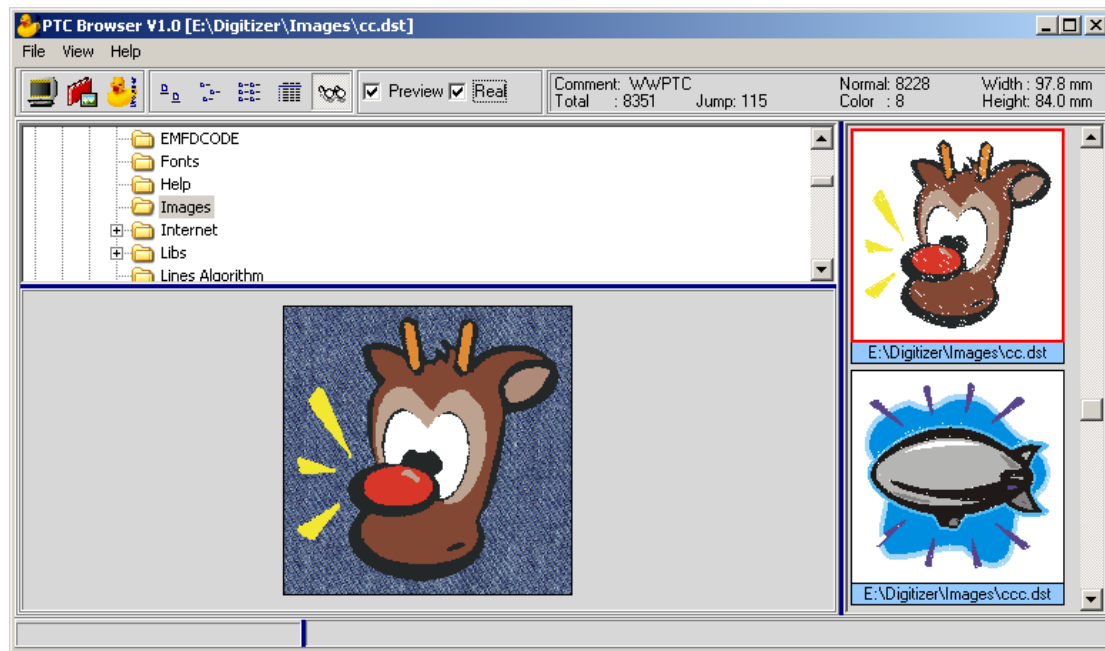 PTC Browser V1.0 [E:\Digitizer\Images\cc.dst]
File View Help
Preview Real
Comment: WWPTC
Total : 8351 Jump: 115
Normal: 8228 Width : 97.8 mm
Color : 8 Height: 84.0 mm
EMFDCODE
Fonts
Help
Images
Internet
Libs
Lines Algorithm
E:\Digitizer\Images\cc.dst
E:\Digitizer\Images\ccc.dst